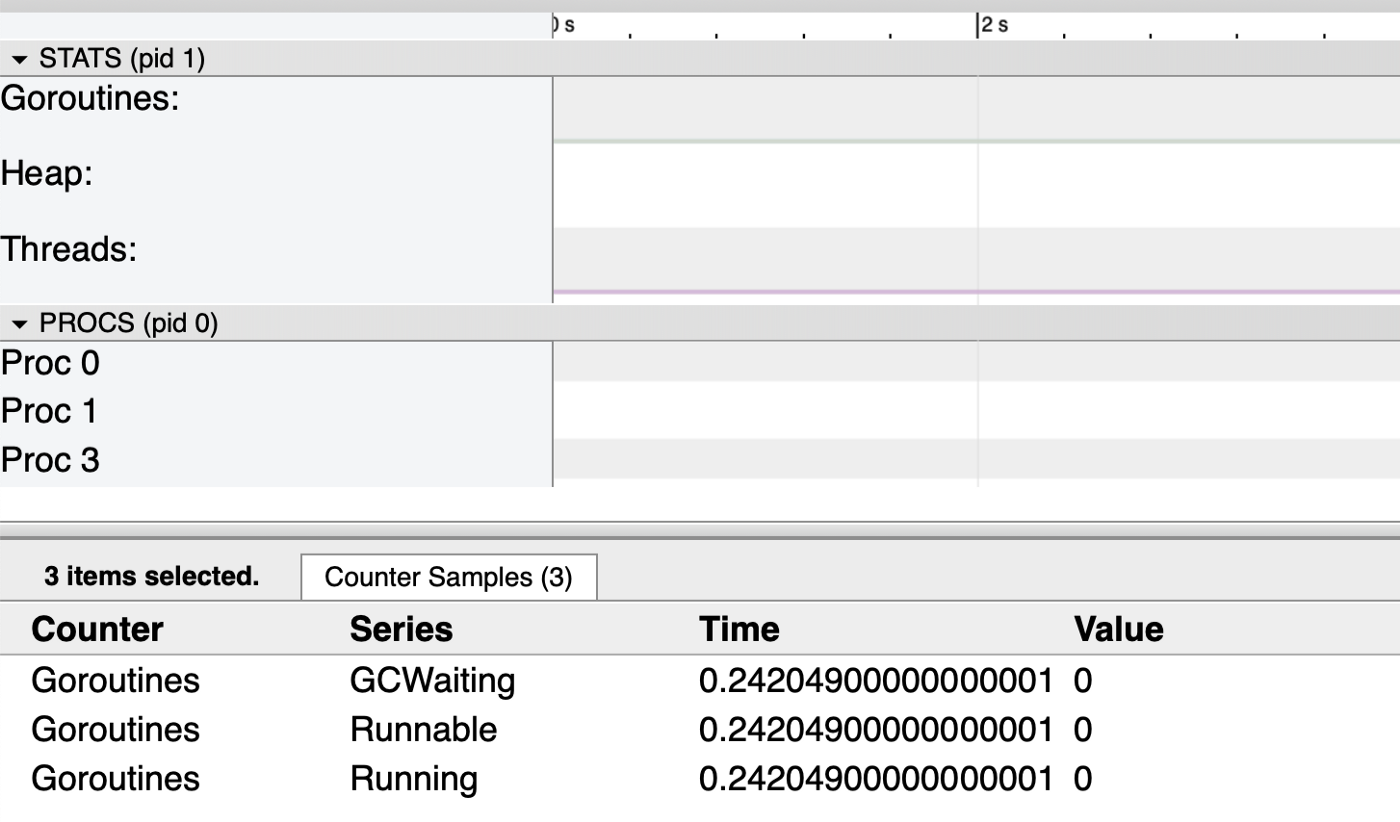 0 s 2 s
STATS (pid 1)
Goroutines:
Heap:
Threads:
PROCS (pid 0)
Proc 0
Proc 1
Proc 3
3 items selected. Counter Samples (3)
Counter Series Time Value
Goroutines GCWaiting 0.24204900000000001 0
Goroutines Runnable 0.24204900000000001 0
Goroutines Running 0.24204900000000001 0